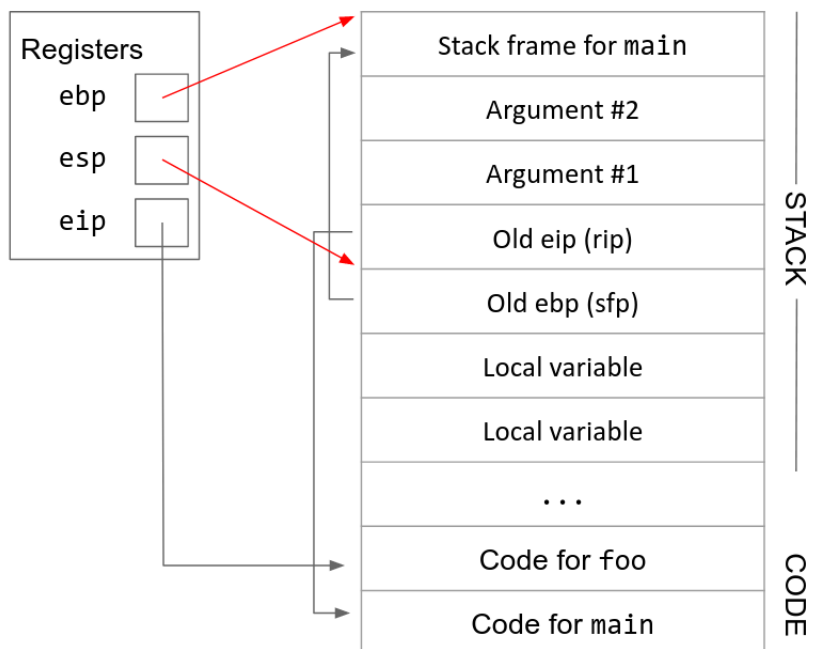 Registers
ebp
esp
eip
Stack frame for main
Argument #2
Argument #1
Old eip (rip)
Old ebp (sfp)
Local variable
Local variable
...
Code for foo
Code for main
STACK
CODE